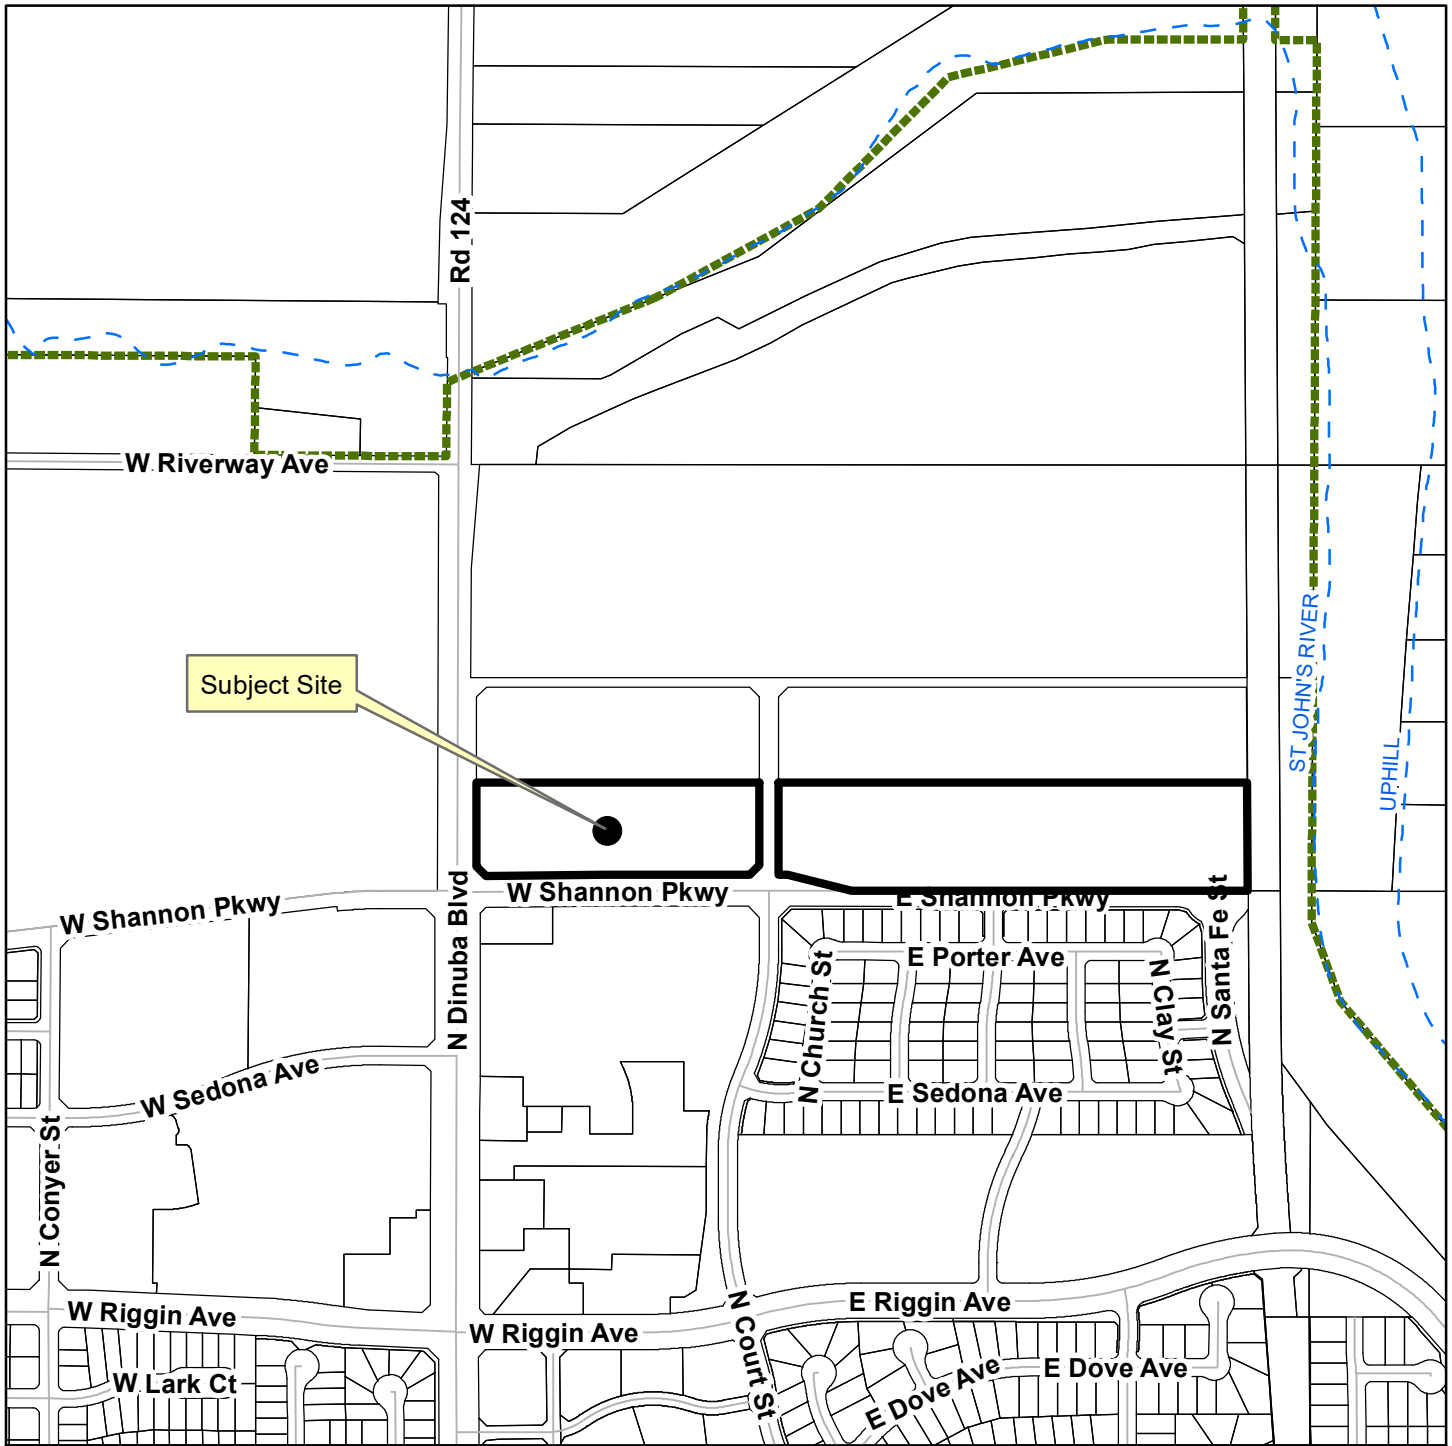 Rd 124
W Riverway Ave
ST JOHN'S RIVER
Subject Site
UPHILL
W Shannon Pkwy
W Shannon Pkwy
E Shannon Pkwy
N Dinuba Blvd
N Santa Fe St
E Porter Ave
N Church St
N Clay St
W Sedona Ave
E Sedona Ave
N Conyer St
W Riggin Ave
W Riggin Ave
E Riggin Ave
N Court St
W Lark Ct
E Dove Ave
E Dove Ave